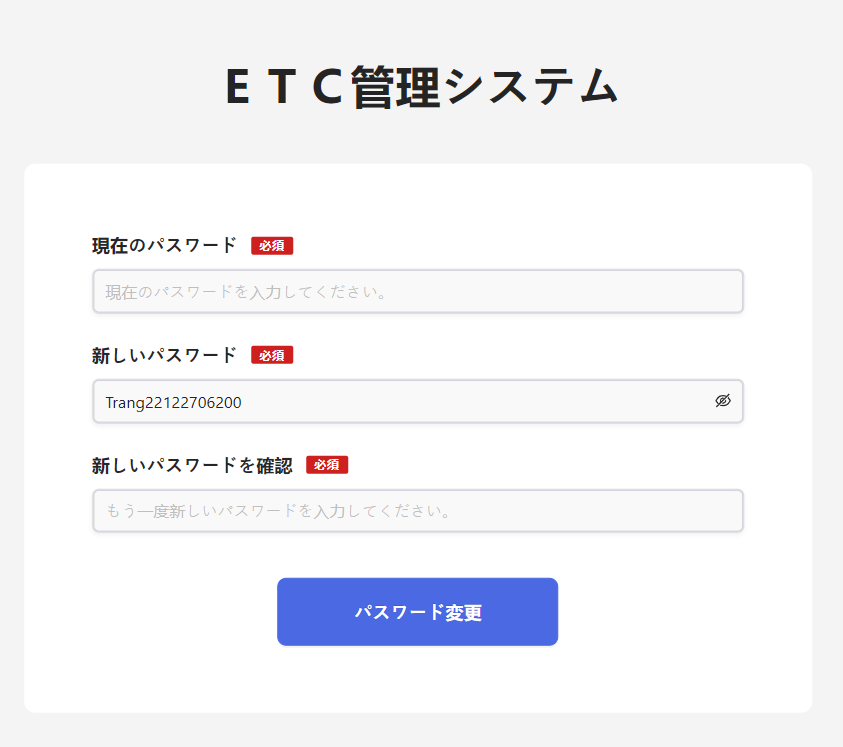 ＥＴＣ管理システム
現在のパスワード 必須
現在のパスワードを入力してください。
新しいパスワード 必須
Trang22122706200
新しいパスワードを確認 必須
もう一度新しいパスワードを入力してください。
パスワード変更